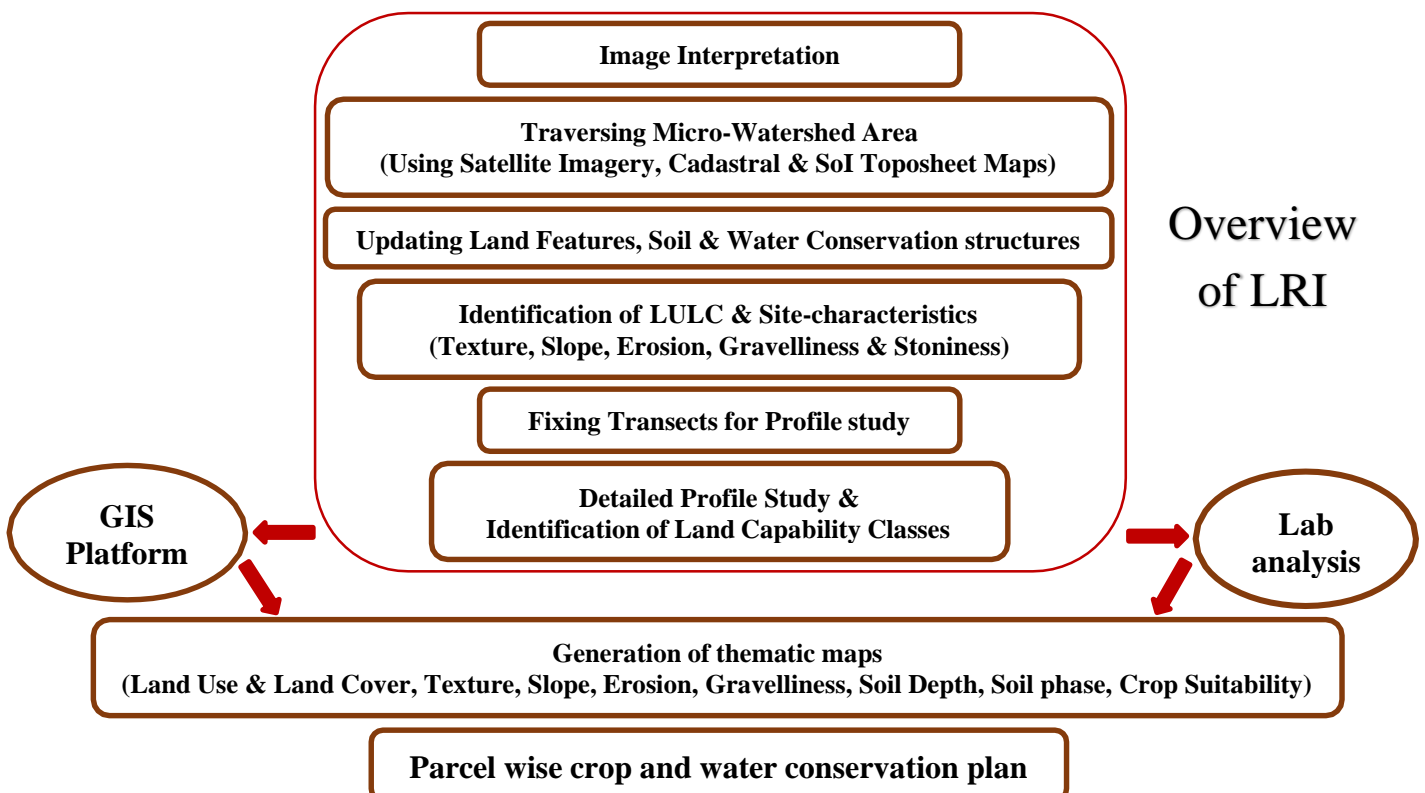 Image Interpretation
Traversing Micro-Watershed Area
(Using Satellite Imagery, Cadastral & SoI Toposheet Maps)
Updating Land Features, Soil & Water Conservation structures
Overview
of LRI
Identification of LULC & Site-characteristics
(Texture, Slope, Erosion, Gravelliness & Stoniness)
Fixing Transects for Profile study
Detailed Profile Study &
Identification of Land Capability Classes
GIS
Platform
Lab
analysis
Generation of thematic maps
(Land Use & Land Cover, Texture, Slope, Erosion, Gravelliness, Soil Depth, Soil phase, Crop Suitability)
Parcel wise crop and water conservation plan